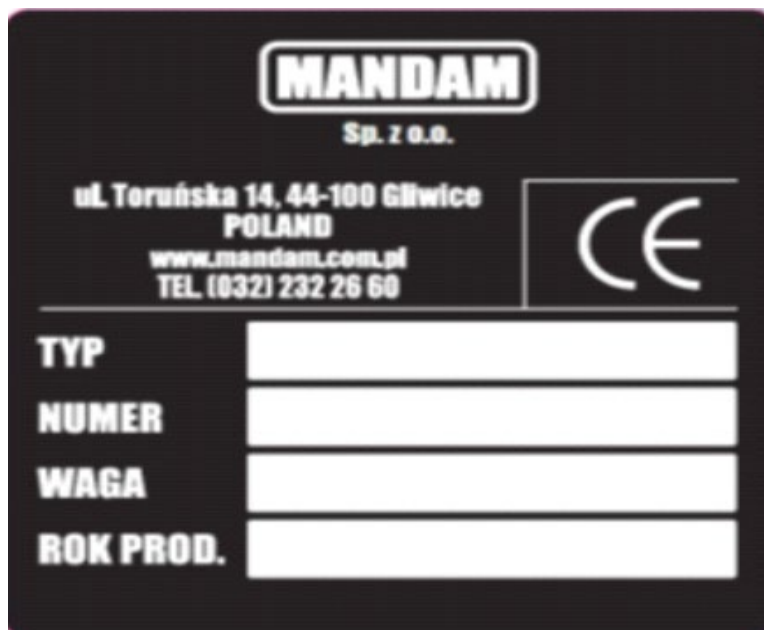 MANDAM
Sp. z o.o.
ul. Toruńska 14, 44-100 Gliwice
POLAND
www.mandam.com.pl
TEL. (032) 232 26 60
CE
TYP
NUMER
WAGA
ROK PROD.